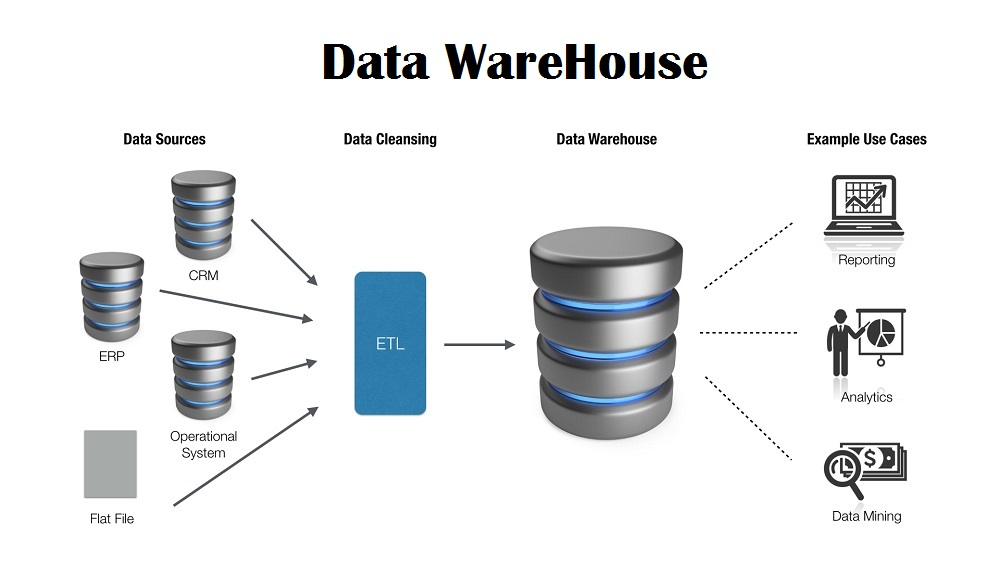 Data WareHouse
Data Sources
Data Cleansing
Data Warehouse
Example Use Cases
CRM
ERP
Operational
System
Flat File
ETL
Reporting
Analytics
$
Data Mining